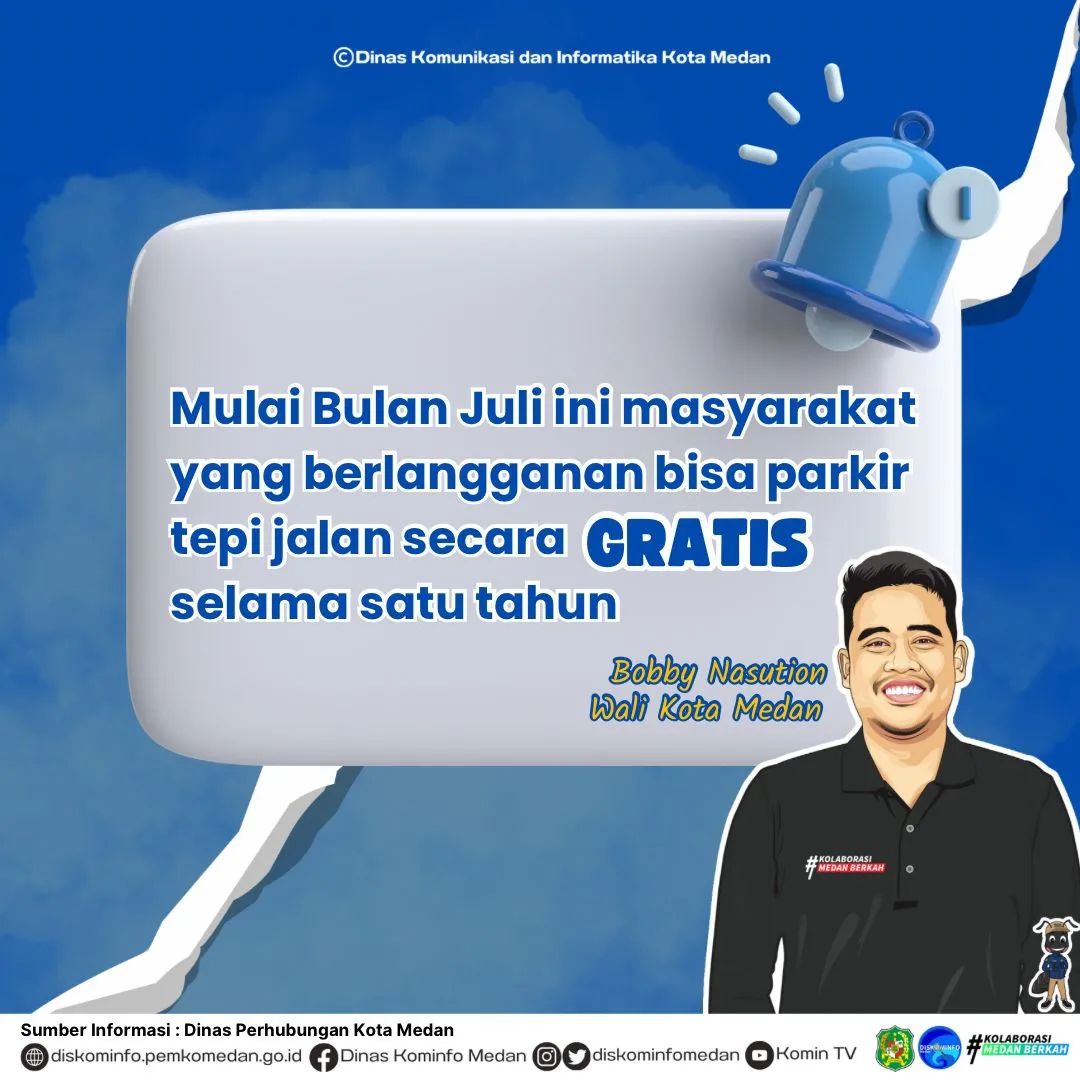 ©Dinas Komunikasi dan Informatika Kota Medan
Mulai Bulan Juli ini masyarakat
yang berlangganan bisa parkir
tepi jalan secara GRATIS
selama satu tahun
Bobby Nasution
Wali Kota Medan
#KOLABORASI
MEDAN BERKAH
Sumber Informasi : Dinas Perhubungan Kota Medan
diskominfo.pemkomedan.go.id Dinas Kominfo Medan diskominfomedan Komin TV
DISKOMINFO
#KOLABORASI
MEDAN BERKAH